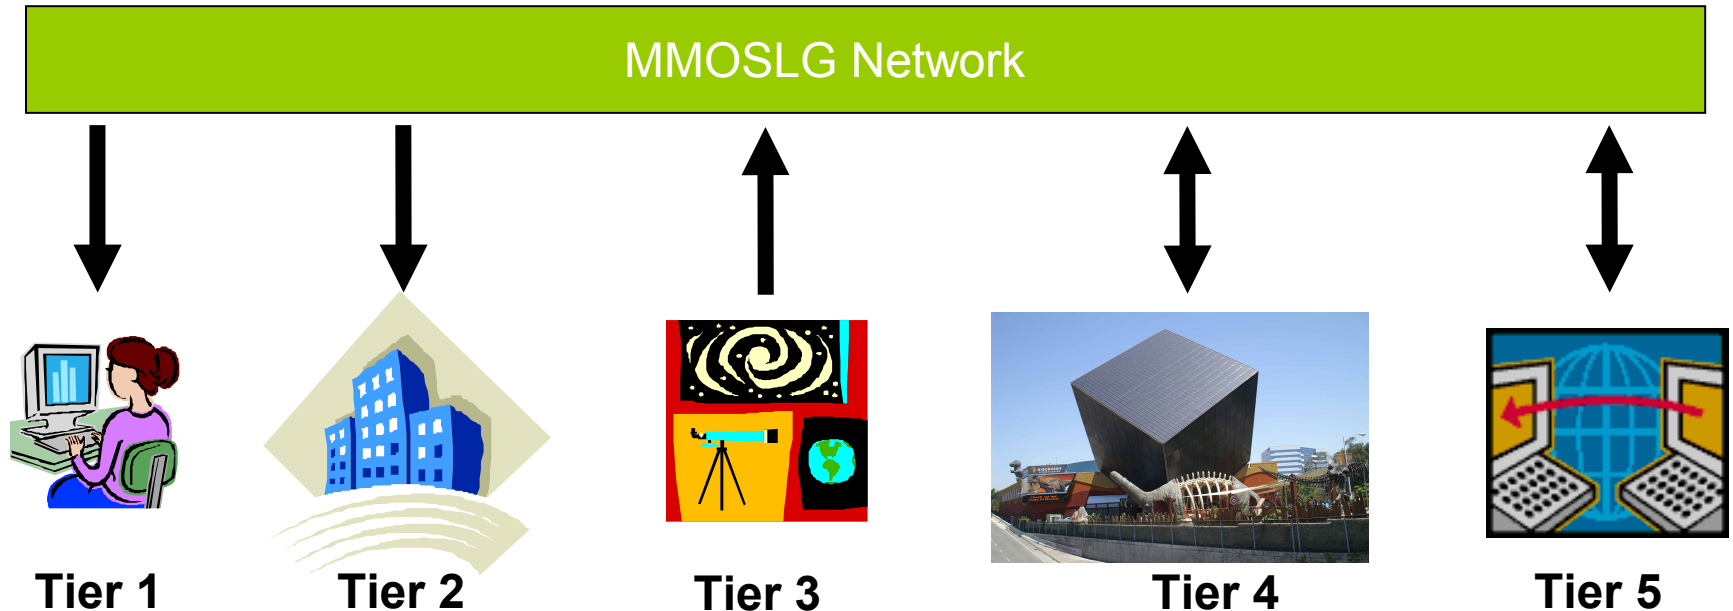 MMOSLG Network
Tier 1
Tier 2
Tier 3
Tier 4
Tier 5